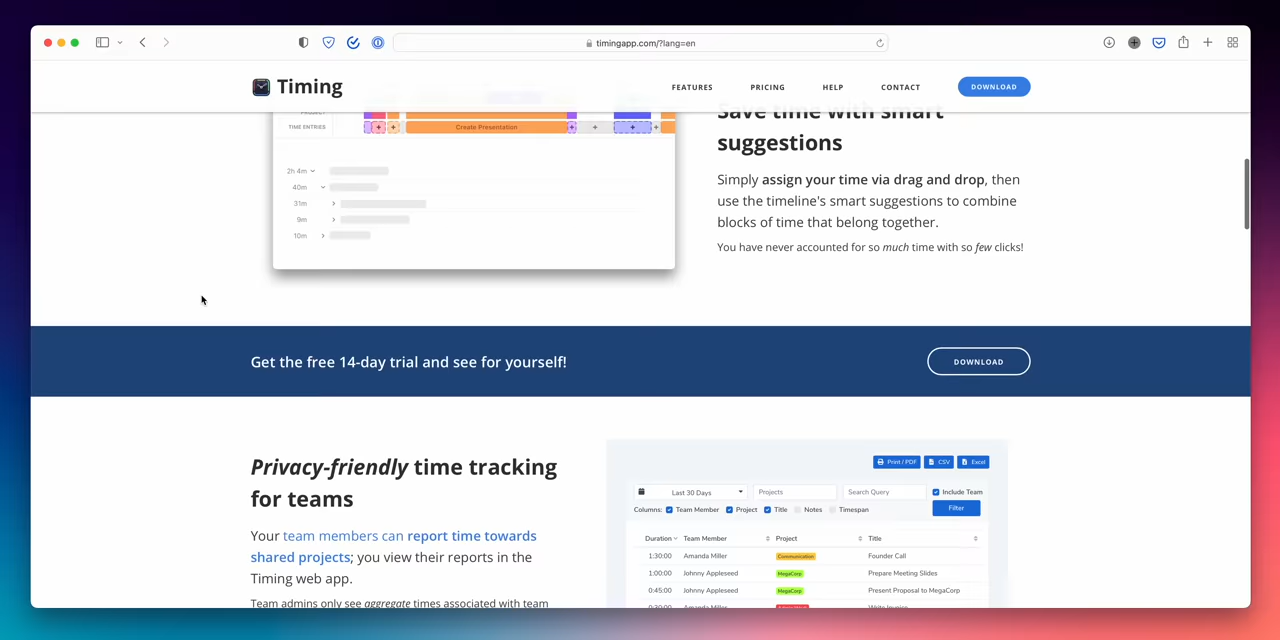 timingapp.com/?lang=en
Timing
FEATURES
PRICING
HELP
CONTACT
DOWNLOAD
TIME ENTRIES
Create Presentation
2h 4m
40m
31m
9m
10m
Save time with smart
suggestions
Simply assign your time via drag and drop, then
use the timeline's smart suggestions to combine
blocks of time that belong together.
You have never accounted for so much time with so few clicks!
Get the free 14-day trial and see for yourself!
DOWNLOAD
Privacy-friendly time tracking
for teams
Your team members can report time towards
shared projects; you view their reports in the
Timing web app.
Team admins only see aggregate times associated with team
Print / PDF
CSV
Excel
Last 30 Days
Projects
Search Query
Include Team
Columns: Team Member Project Title Notes Timespan
Filter
Duration Team Member Project Title
1:30:00 Amanda Miller Communication Founder Call
1:00:00 Johnny Appleseed MegaCorp Prepare Meeting Slides
0:45:00 Johnny Appleseed MegaCorp Present Proposal to MegaCorp
0:30:00 Amanda Miller Write Invoice